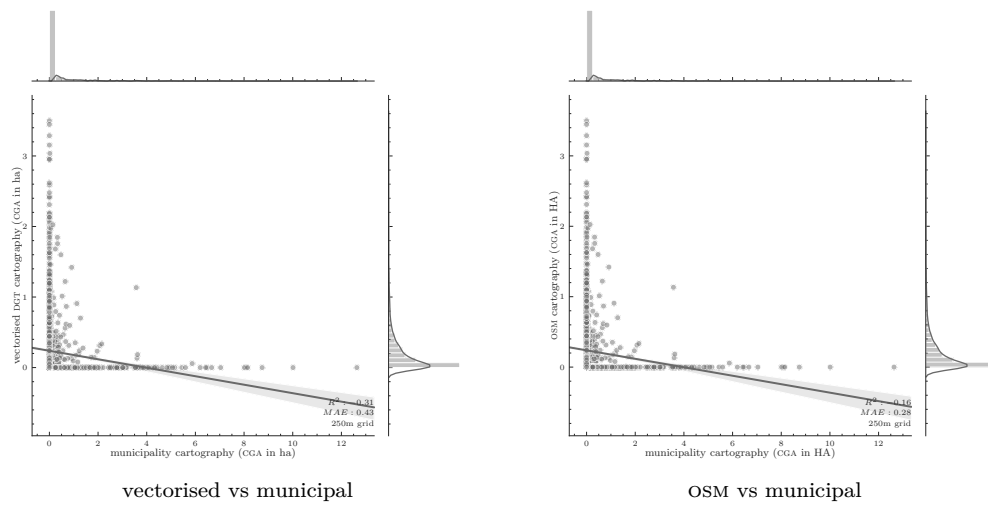 3
2
1
0
vectorised DGT cartography (CGA in ha)
R² : −0.31
MAE : 0.43
250m grid
0 2 4 6 8 10 12
municipality cartography (CGA in ha)
vectorised vs municipal
3
2
1
0
OSM cartography (CGA in HA)
R² : −0.16
MAE : 0.28
250m grid
0 2 4 6 8 10 12
municipality cartography (CGA in HA)
OSM vs municipal